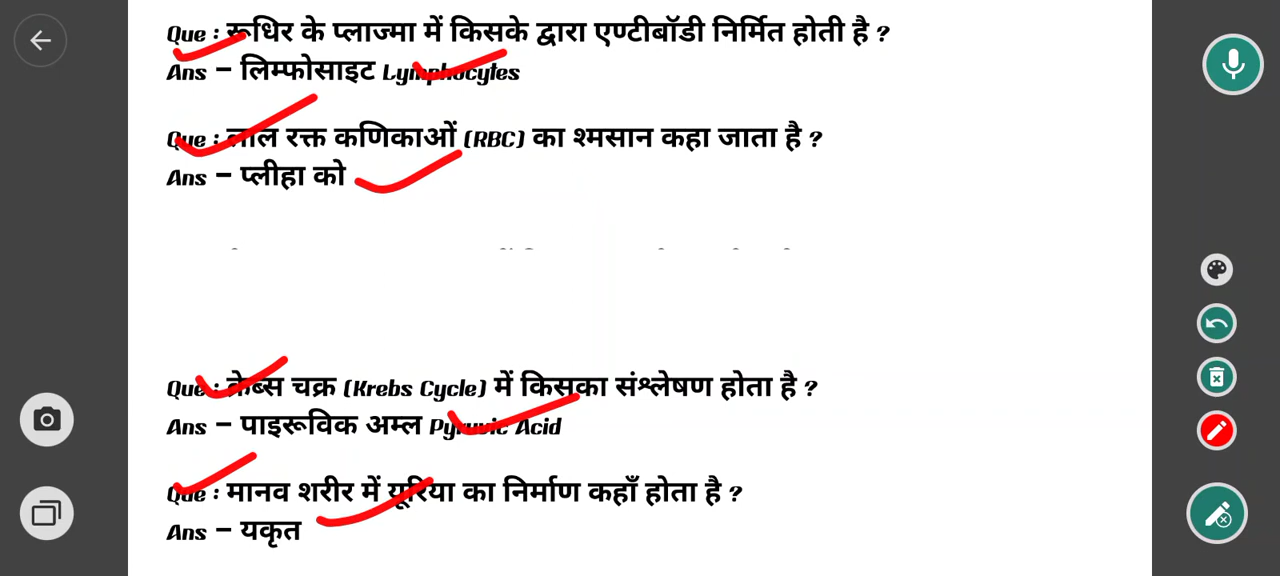 Que : रूधिर के प्लाज्मा में किसके द्वारा एण्टीबॉडी निर्मित होती है ?
Ans – लिम्फोसाइट Lymphocytes
Que : लाल रक्त कणिकाओं (RBC) का श्मसान कहा जाता है ?
Ans – प्लीहा को
Que : क्रेब्स चक्र (Krebs Cycle) में किसका संश्लेषण होता है ?
Ans – पाइरूविक अम्ल Pyruvic Acid
Que : मानव शरीर में यूरिया का निर्माण कहाँ होता है ?
Ans – यकृत